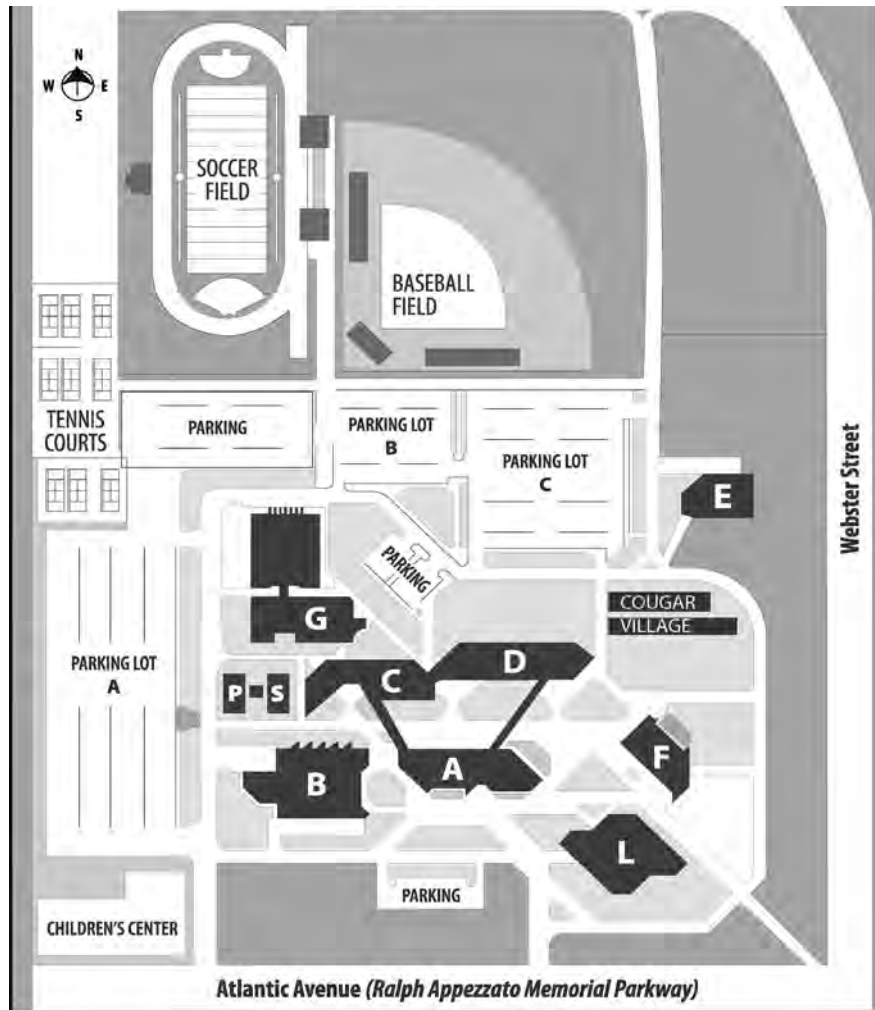 N
W E
S
SOCCER
FIELD
BASEBALL
FIELD
TENNIS
COURTS
PARKING
PARKING LOT
B
PARKING LOT
C
E
Webster Street
PARKING
G
COUGAR
VILLAGE
PARKING LOT
A
P S
C
D
F
B
A
L
PARKING
CHILDREN'S CENTER
Atlantic Avenue (Ralph Appezzato Memorial Parkway)